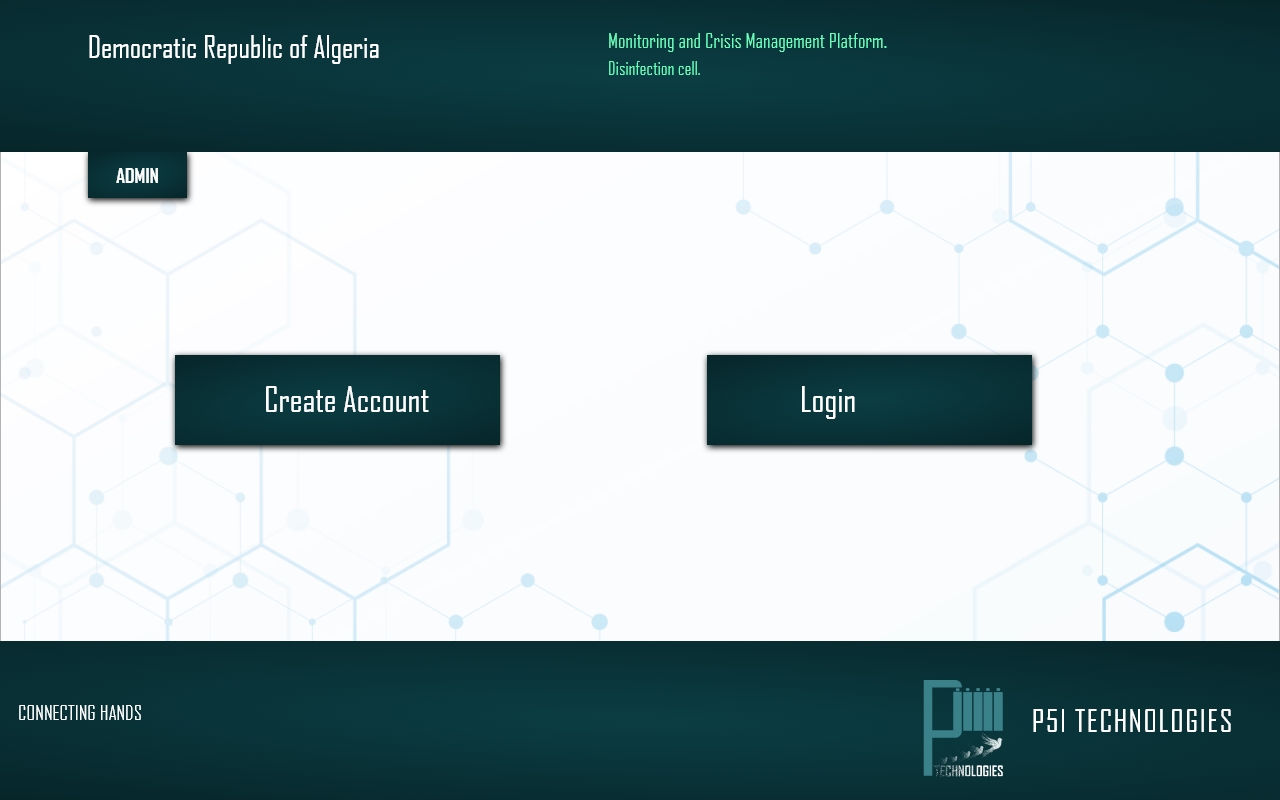 Democratic Republic of Algeria
Monitoring and Crisis Management Platform.
Disinfection cell.
ADMIN
Create Account
Login
CONNECTING HANDS
TECHNOLOGIES
P5I TECHNOLOGIES